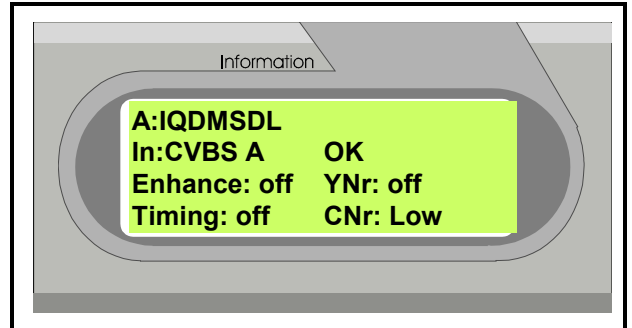 Information
A:IQDMSDL
In:CVBS A OK
Enhance: off YNr: off
Timing: off CNr: Low